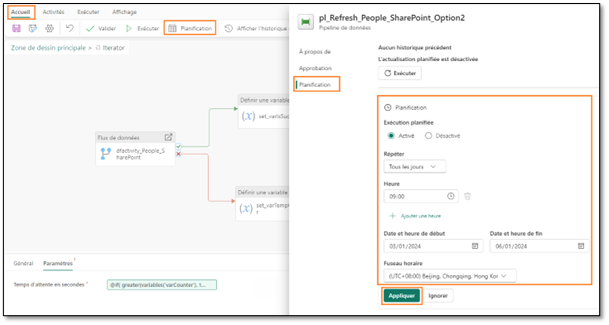 Accueil Activités Exécuter Affichage
Valider Exécuter Planification Afficher l'historique
Zone de dessin principale > Iterator
Définir une variable
set_varIsSuc
Flux de données
dfactivity_People_S
harePoint
Définir une variable
set_varTempt
r
Général Paramètres
Temps d'attente en secondes *
@if( greater(variables('varCounter'), 1...
pl_Refresh_People_SharePoint_Option2
Pipeline de données
À propos de
Approbation
Planification
Aucun historique précédent
L'actualisation planifiée est désactivée
Exécuter
Planification
Exécution planifiée
Activé Désactivé
Répéter
Tous les jours
Heure
09:00
Ajouter une heure
Date et heure de début Date et heure de fin
03/01/2024 06/01/2024
Fuseau horaire
(UTC+08:00) Beijing, Chongqing, Hong Kor
Appliquer Ignorer